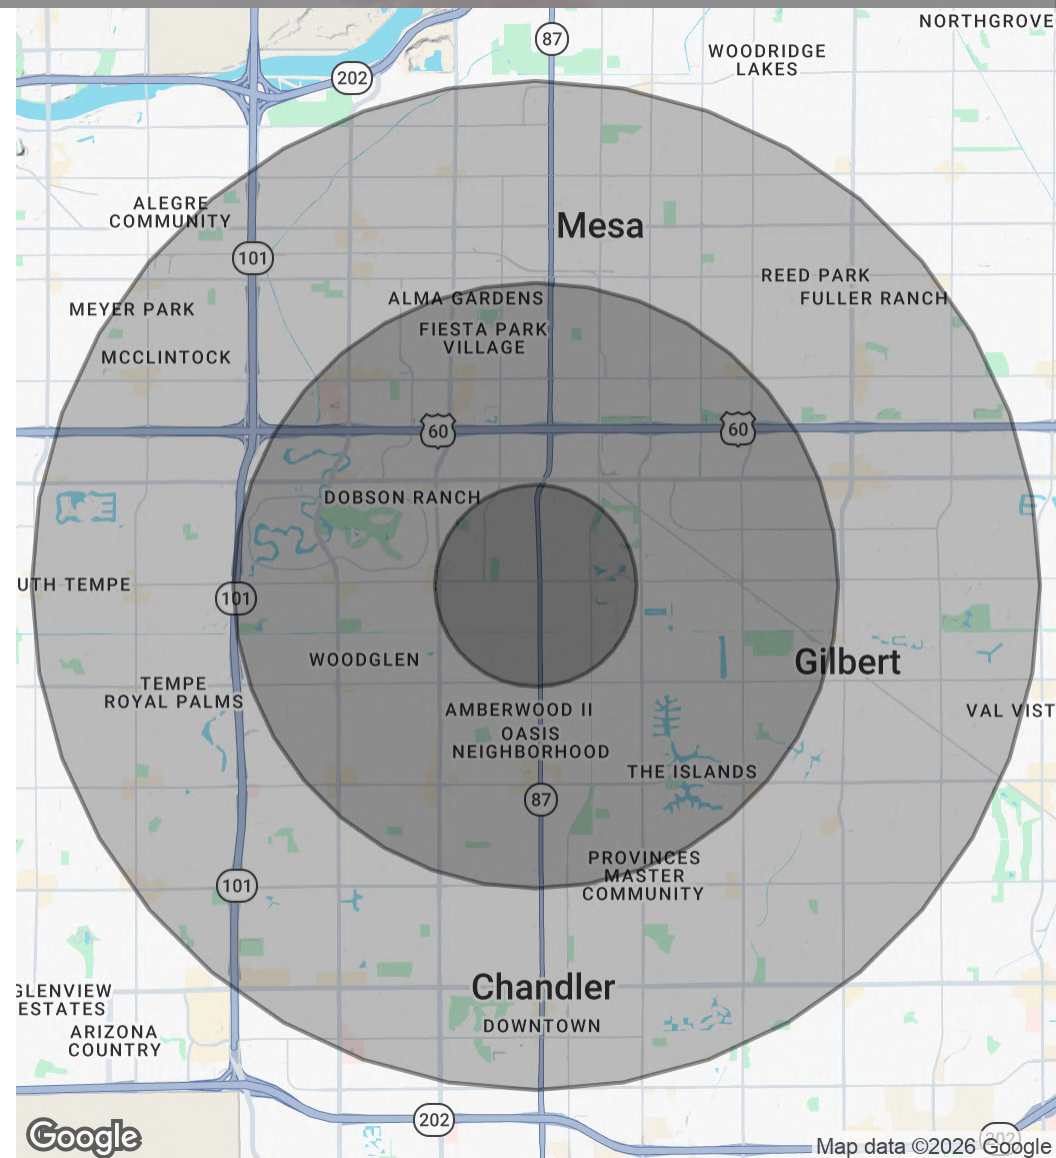 NORTHGROVE
87
WOODRIDGE
LAKES
202
ALEGRE
COMMUNITY
Mesa
101
REED PARK
ALMA GARDENS
FULLER RANCH
MEYER PARK
FIESTA PARK
VILLAGE
MCCLINTOCK
60
60
DOBSON RANCH
UTH TEMPE
101
WOODGLEN
Gilbert
TEMPE
ROYAL PALMS
AMBERWOOD II
VAL VIST
OASIS
NEIGHBORHOOD
THE ISLANDS
87
PROVINCES
MASTER
COMMUNITY
101
Chandler
GLENVIEW
ESTATES
DOWNTOWN
ARIZONA
COUNTRY
202
202
Google
Map data ©2026 Google